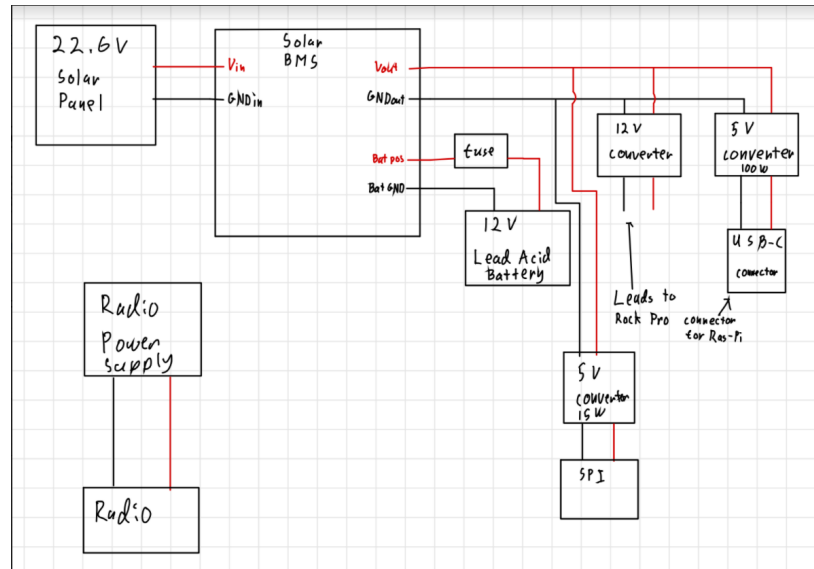 22.6V
Solar
Panel
Solar
BMS
Vin
GNDin
Vout
GNDout
Bat pos
Bat GND
fuse
12V
Lead Acid
Battery
12V
converter
5V
converter
100W
USB-C
connector
Leads to
Rock Pro
connector
for Ras-Pi
5V
converter
15W
SPI
Radio
Power
supply
Radio